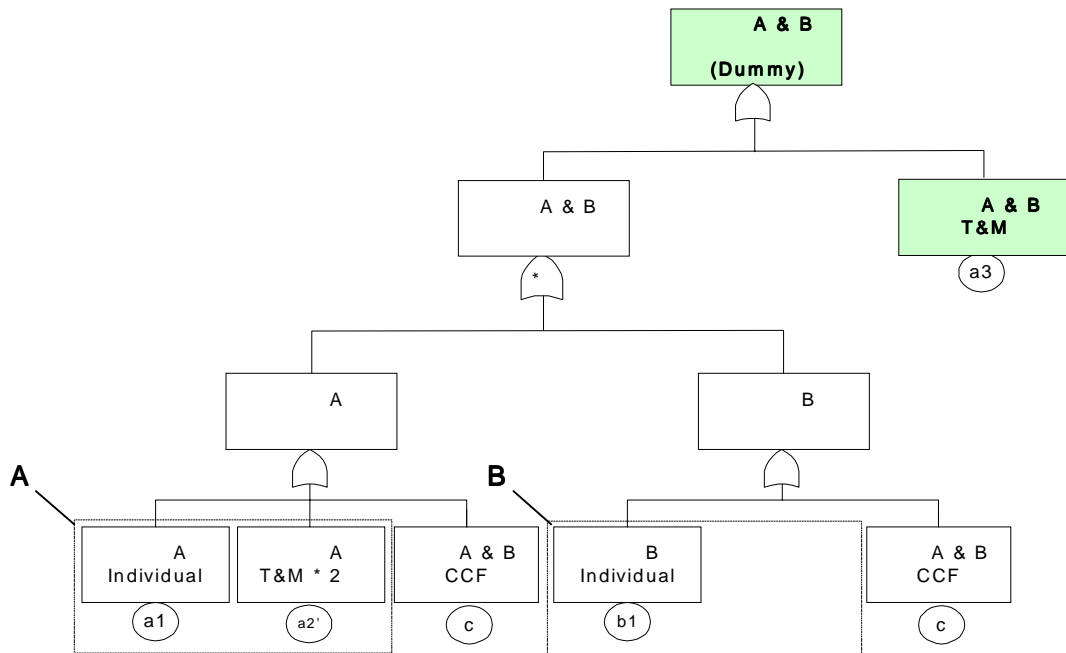 A & B
(Dummy)
A & B
A & B
T&M
a3
*
A
B
A
B
A
Individual
A
T&M * 2
A & B
CCF
B
Individual
A & B
CCF
a1
a2'
c
b1
c